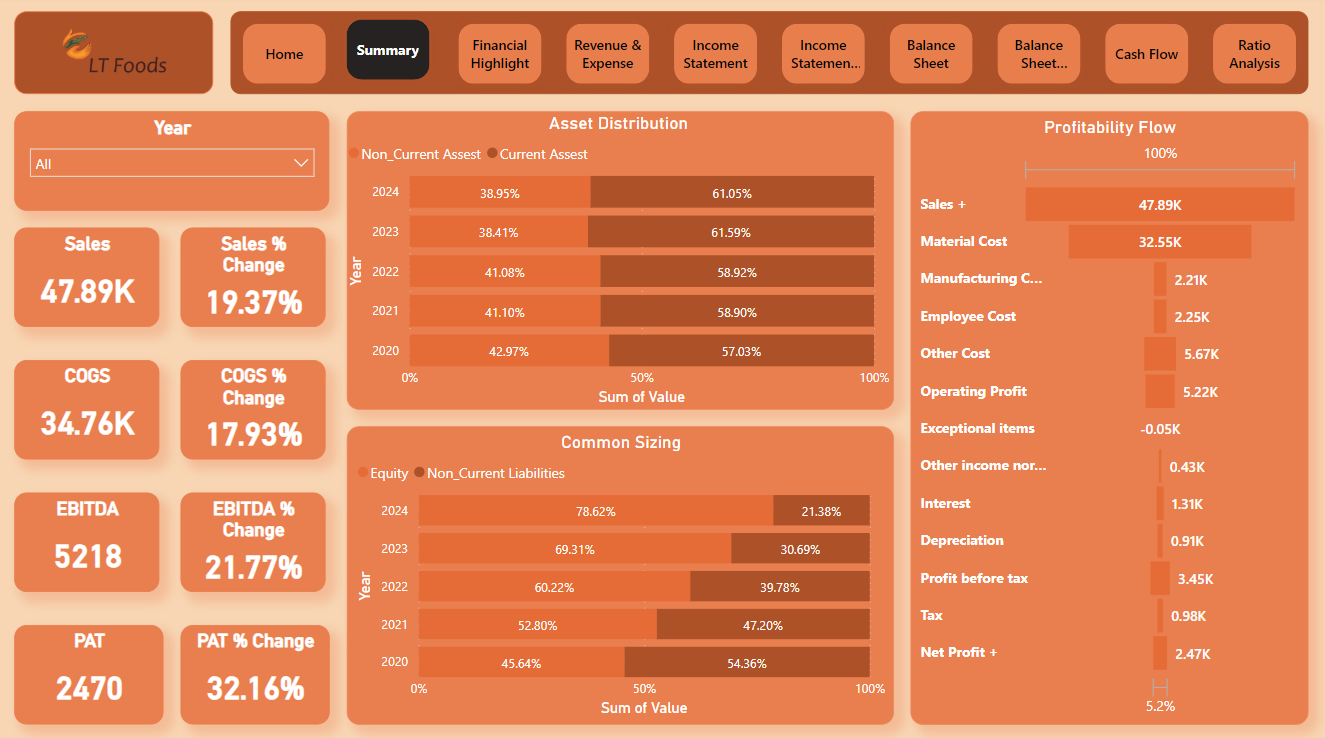 LT Foods
Home
Summary
Financial
Highlight
Revenue &
Expense
Income
Statement
Income
Statemen...
Balance
Sheet
Balance
Sheet...
Cash Flow
Ratio
Analysis
Year
All
Sales
47.89K
Sales %
Change
19.37%
COGS
34.76K
COGS %
Change
17.93%
EBITDA
5218
EBITDA %
Change
21.77%
PAT
2470
PAT % Change
32.16%
Asset Distribution
Non_Current Assest Current Assest
Year
2024 38.95% 61.05%
2023 38.41% 61.59%
2022 41.08% 58.92%
2021 41.10% 58.90%
2020 42.97% 57.03%
0% 50% 100%
Sum of Value
Common Sizing
Equity Non_Current Liabilities
Year
2024 78.62% 21.38%
2023 69.31% 30.69%
2022 60.22% 39.78%
2021 52.80% 47.20%
2020 45.64% 54.36%
0% 50% 100%
Sum of Value
Profitability Flow
100%
Sales + 47.89K
Material Cost 32.55K
Manufacturing C... 2.21K
Employee Cost 2.25K
Other Cost 5.67K
Operating Profit 5.22K
Exceptional items -0.05K
Other income nor... 0.43K
Interest 1.31K
Depreciation 0.91K
Profit before tax 3.45K
Tax 0.98K
Net Profit + 2.47K
5.2%